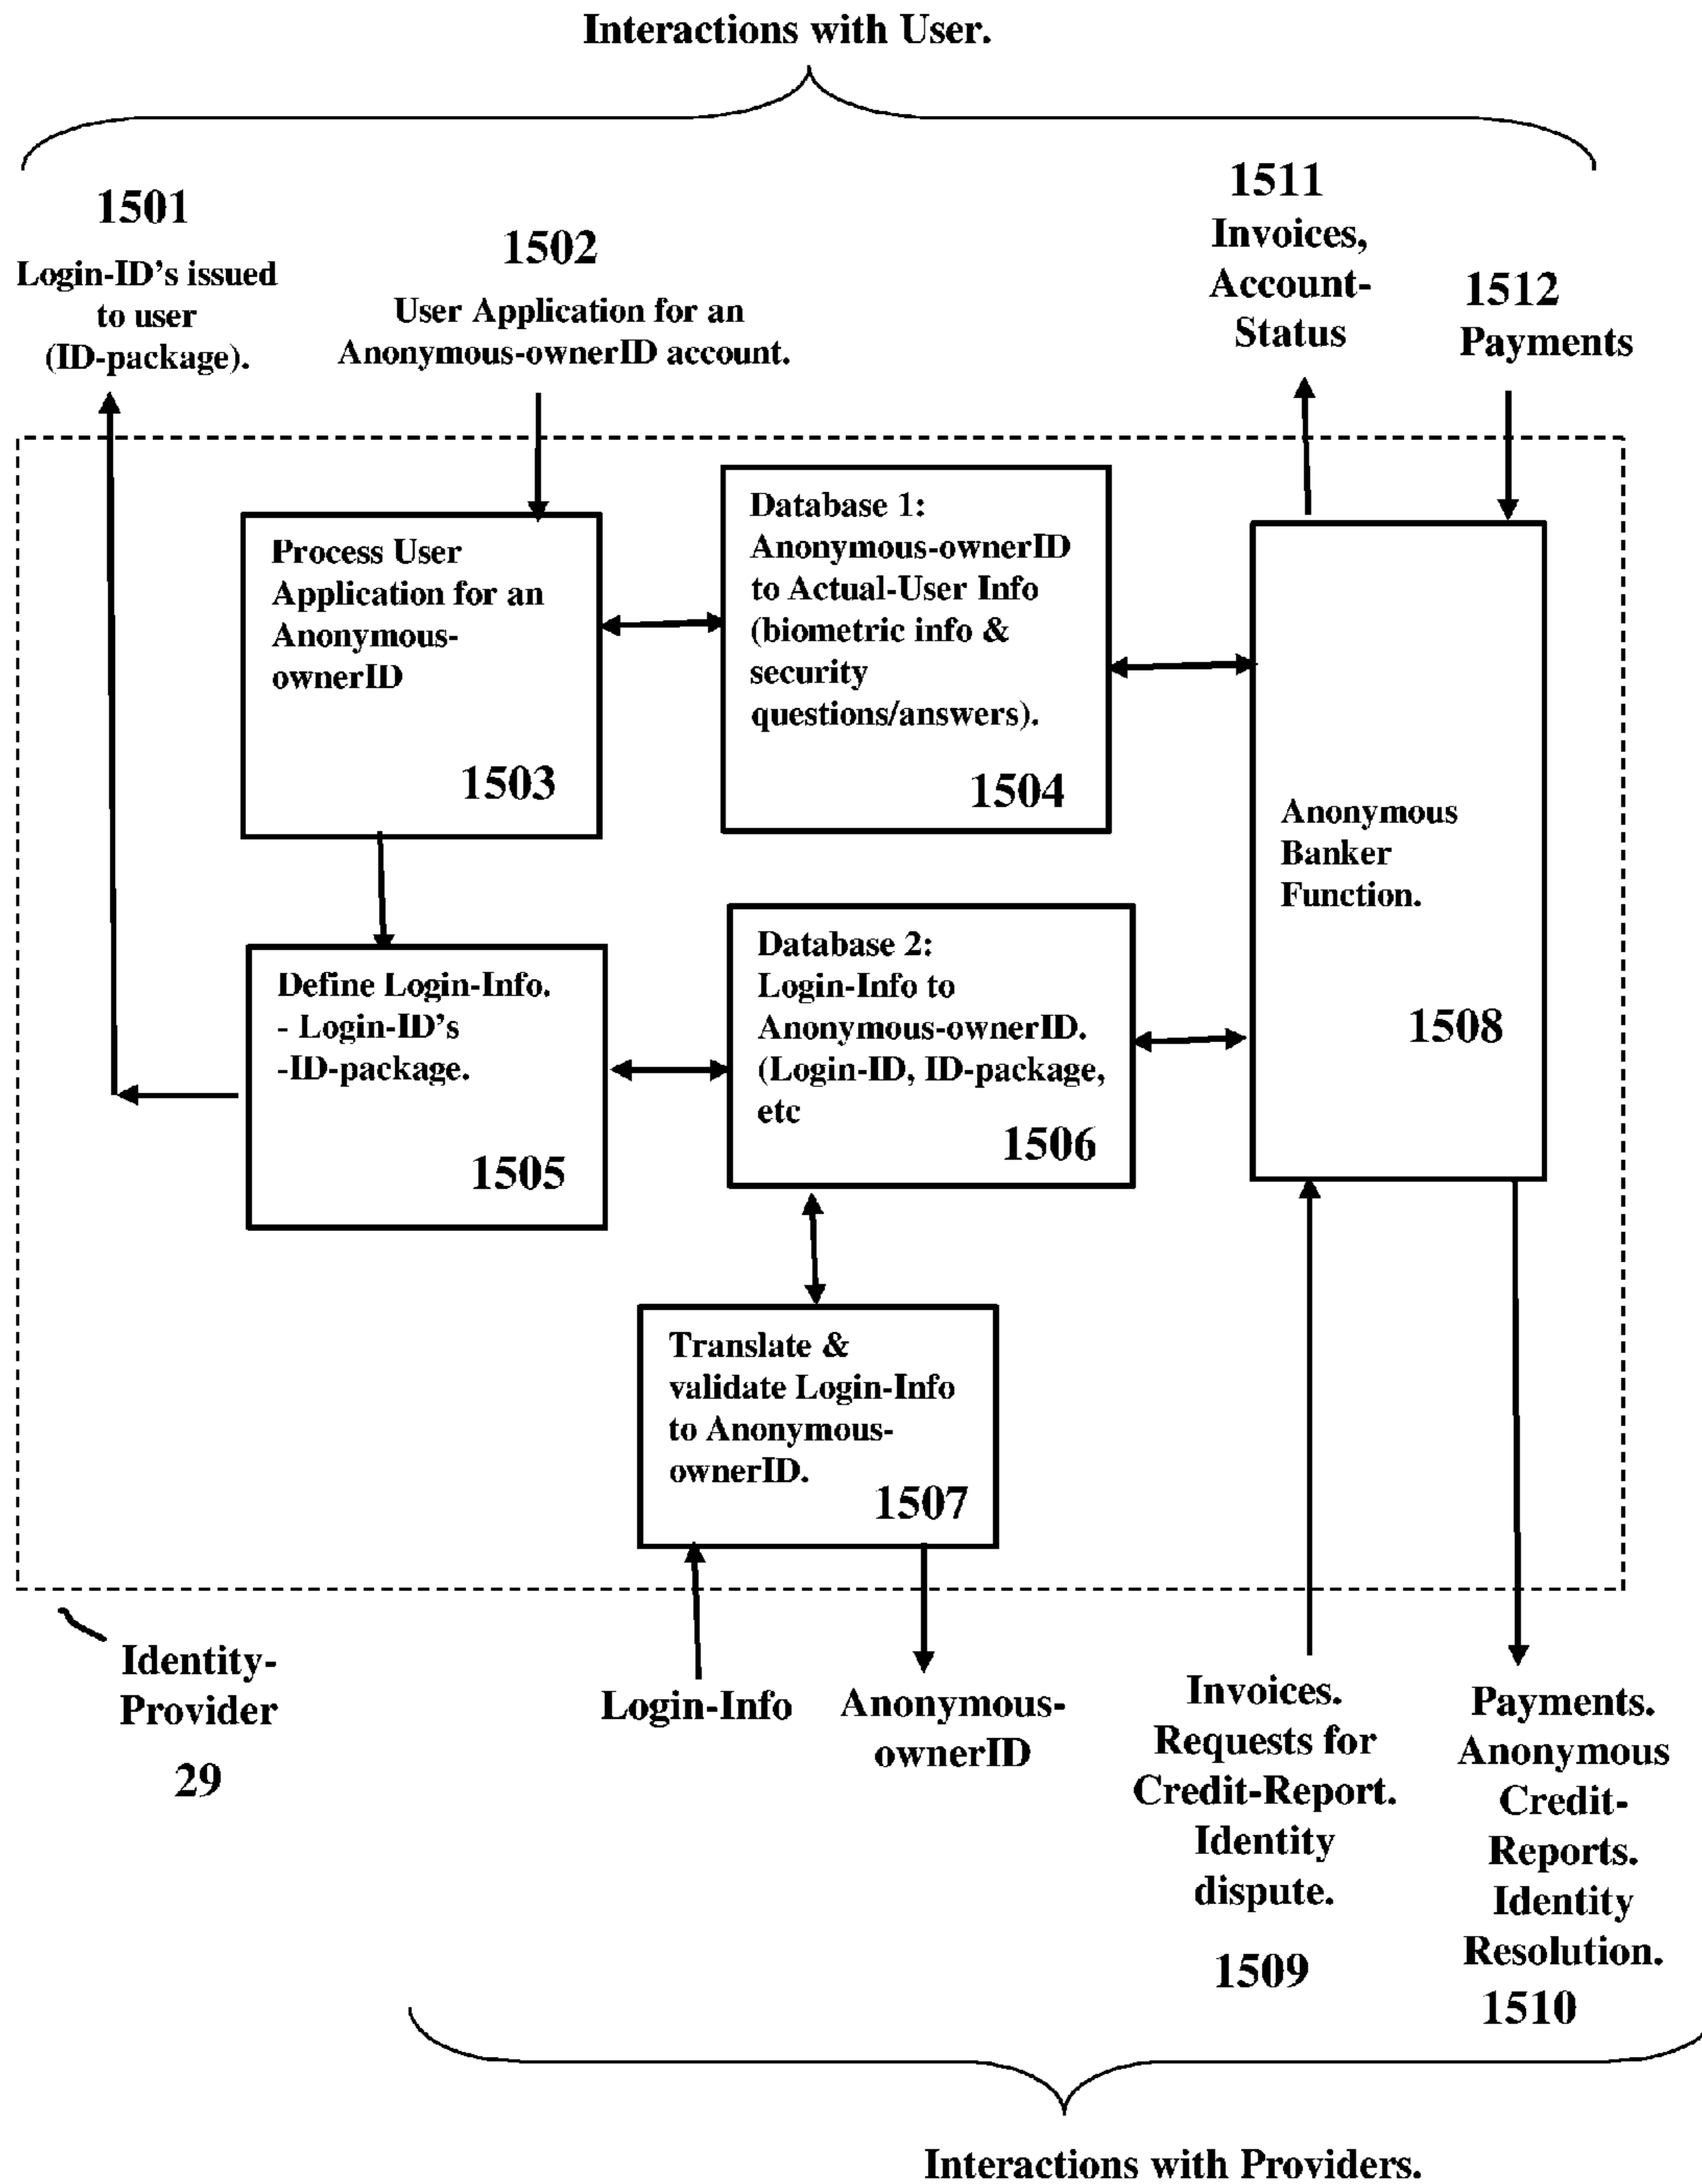 Interactions with User.
1501
Login-ID's issued
to user
(ID-package).
1502
User Application for an
Anonymous-ownerID account.
1511
Invoices,
Account-
Status
1512
Payments
Process User
Application for an
Anonymous-
ownerID
1503
Database 1:
Anonymous-ownerID
to Actual-User Info
(biometric info &
security
questions/answers).
1504
Anonymous
Banker
Function.
1508
Define Login-Info.
- Login-ID's
-ID-package.
1505
Database 2:
Login-Info to
Anonymous-ownerID.
(Login-ID, ID-package,
etc
1506
Translate &
validate Login-Info
to Anonymous-
ownerID.
1507
Identity-
Provider
29
Login-Info
Anonymous-
ownerID
Invoices.
Requests for
Credit-Report.
Identity
dispute.
1509
Payments.
Anonymous
Credit-
Reports.
Identity
Resolution.
1510
Interactions with Providers.